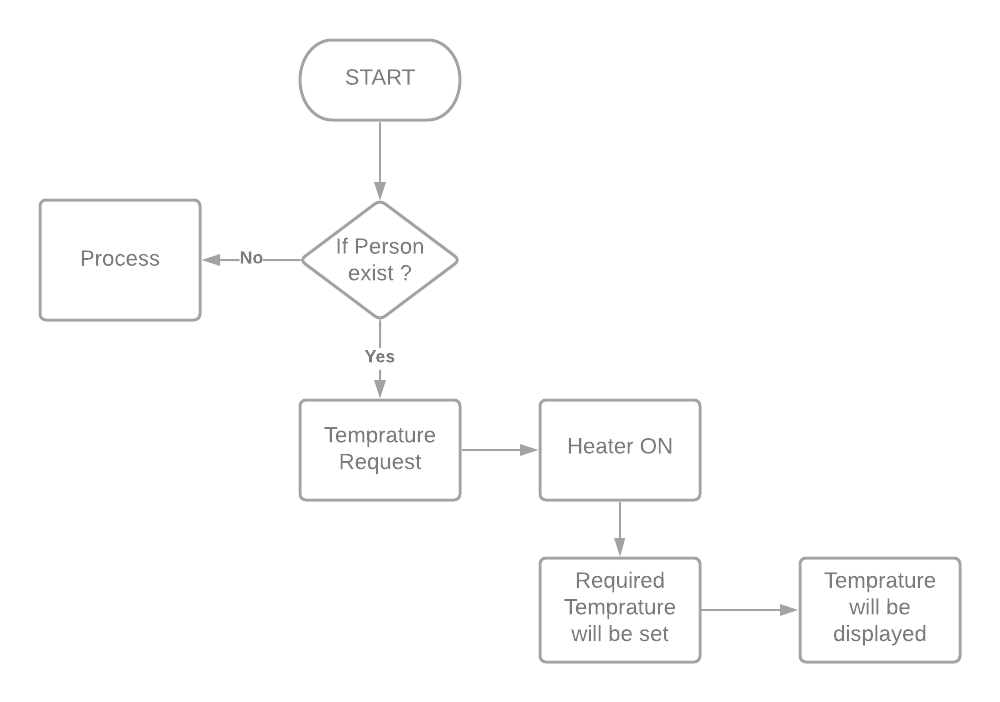 START
If Person
exist ?
Process
No
Yes
Temprature
Request
Heater ON
Required
Temprature
will be set
Temprature
will be
displayed